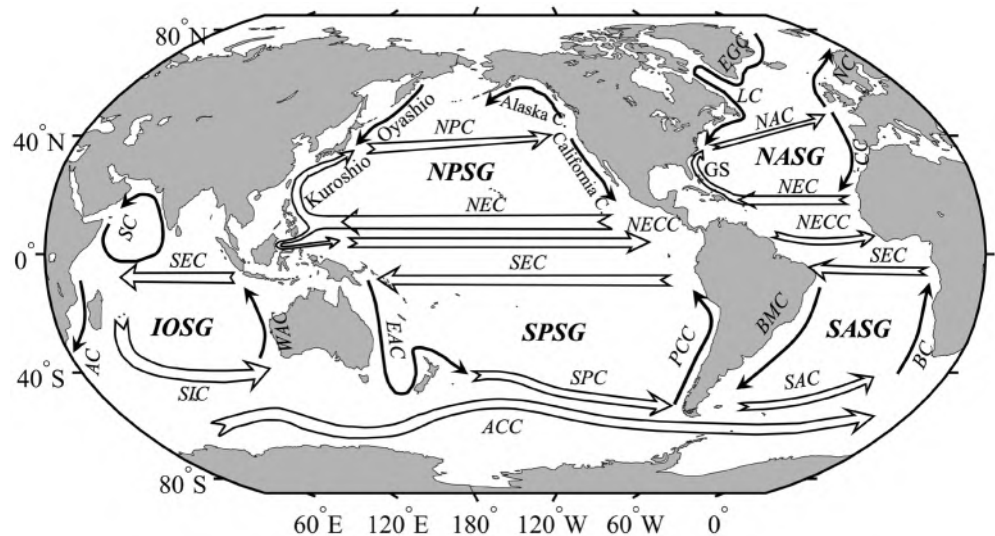 80°N
EGC
NC
LC
Alaska C
Oyashio
NPC
NAC
40°N
California C.
Kuroshio
NPSG
GS
NASG
CC
NEC
NEC
SC
NECC
NECC
0°
SEC
SEC
SEC
IOSG
WAC
EAC
SPSG
PCC
BMC
SASG
BC
AC
40°S
SIC
SPC
SAC
ACC
80°S
60°E 120°E 180° 120°W 60°W 0°